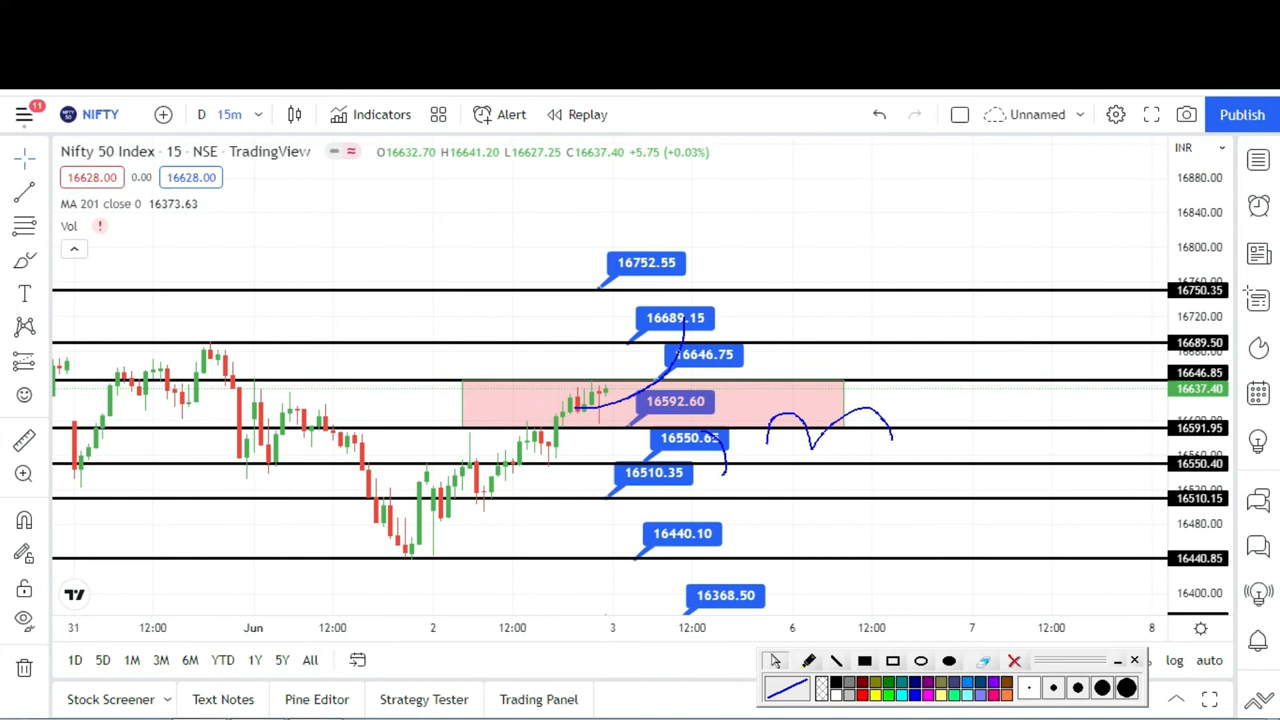 11
NIFTY
D 15m
Indicators
Alert
Replay
Unnamed
Publish
Nifty 50 Index · 15 · NSE · TradingView
O16632.70 H16641.20 L16627.25 C16637.40 +5.75 (+0.03%)
INR
16628.00 0.00 16628.00
MA 201 close 0 16373.63
Vol !
16880.00
16840.00
16800.00
16752.55
16750.35
16720.00
16689.15
16689.50
16646.75
16646.85
16637.40
16592.60
16591.95
16550.65
16550.40
16510.35
16510.15
16480.00
16440.10
16440.85
16400.00
16368.50
31 12:00 Jun 12:00 2 12:00 3 12:00 6 12:00 7 12:00 8
1D 5D 1M 3M 6M YTD 1Y 5Y All
log auto
Stock Screener Text Notes Pine Editor Strategy Tester Trading Panel